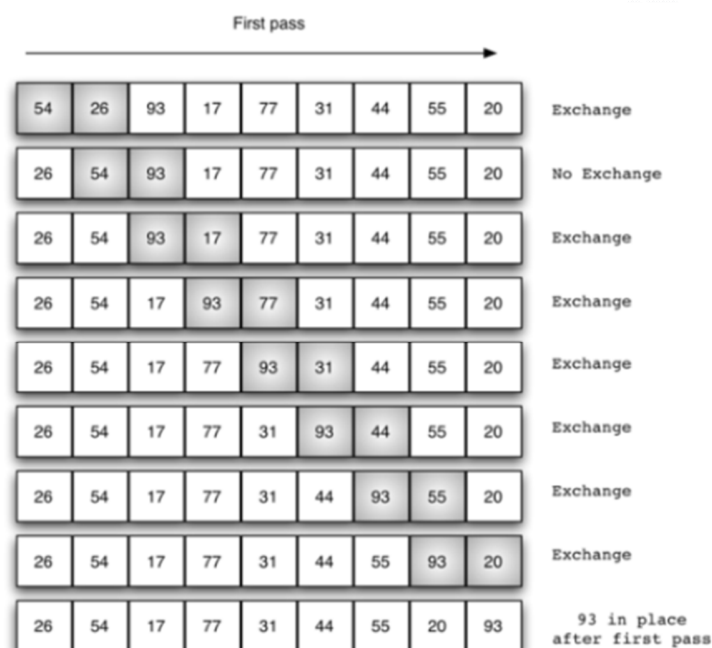 First pass
54 26 93 17 77 31 44 55 20 Exchange
26 54 93 17 77 31 44 55 20 No Exchange
26 54 93 17 77 31 44 55 20 Exchange
26 54 17 93 77 31 44 55 20 Exchange
26 54 17 77 93 31 44 55 20 Exchange
26 54 17 77 31 93 44 55 20 Exchange
26 54 17 77 31 44 93 55 20 Exchange
26 54 17 77 31 44 55 93 20 Exchange
26 54 17 77 31 44 55 20 93 93 in place
after first pass